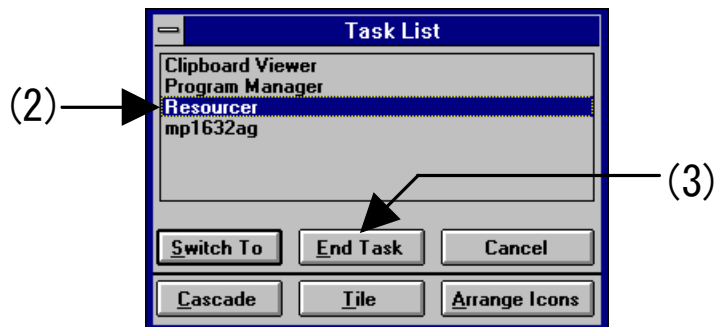 Task List
Clipboard Viewer
Program Manager
(2) Resourcer
mp1632ag
(3)
Switch To End Task Cancel
Cascade Tile Arrange Icons